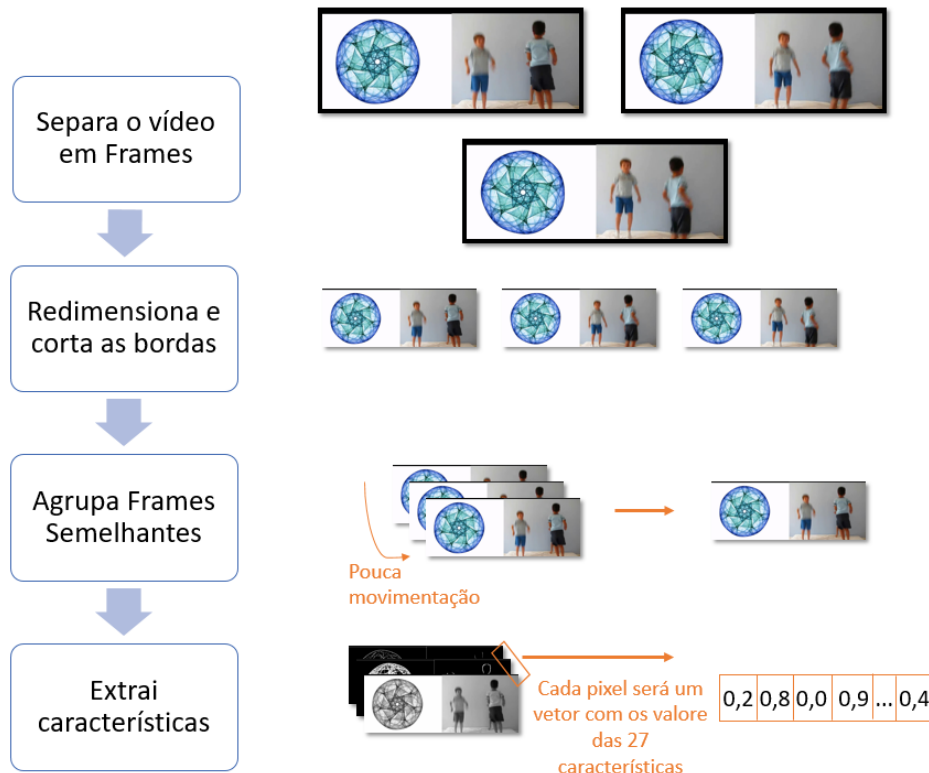 Separa o vídeo
em Frames
Redimensiona e
corta as bordas
Agrupa Frames
Semelhantes
Pouca
movimentação
Extrai
características
Cada pixel será um
vetor com os valore
das 27
características
0,2 0,8 0,0 0,9 ... 0,4